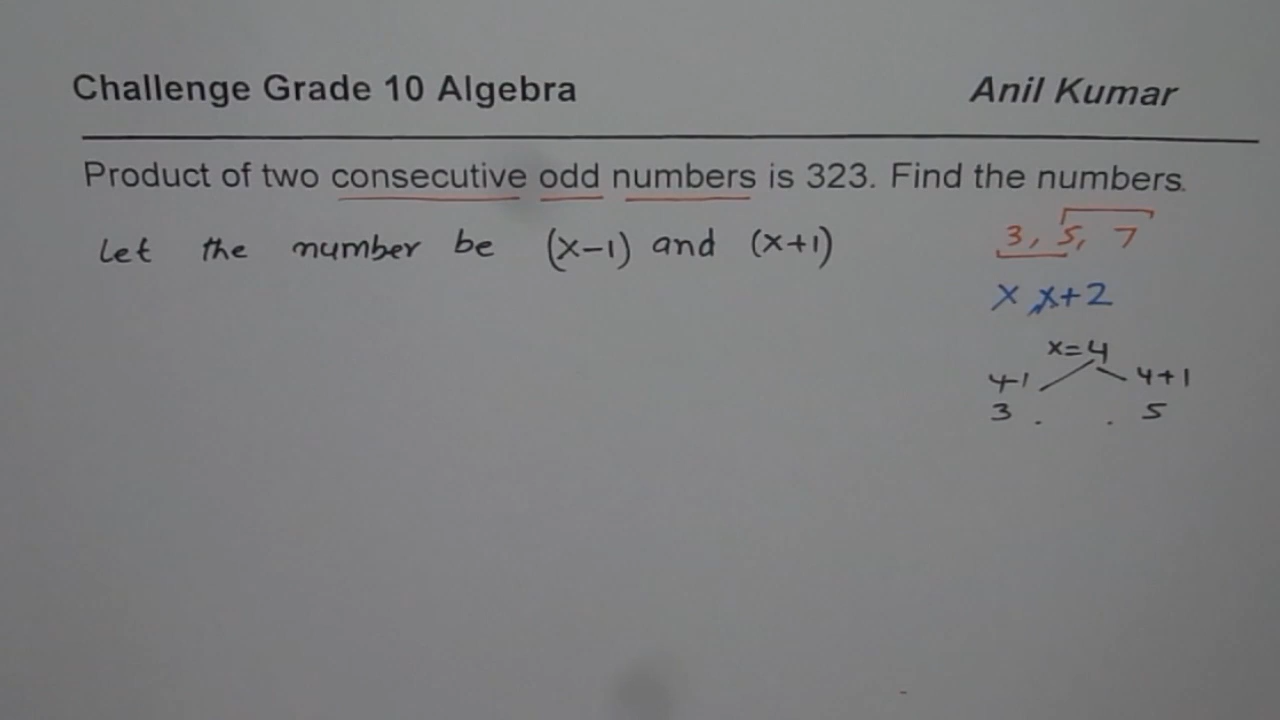 Challenge Grade 10 Algebra Anil Kumar
Product of two consecutive odd numbers is 323. Find the numbers.
Let the number be (x-1) and (x+1)
3, 5, 7
x x+2
x=4
4-1 4+1
3 5